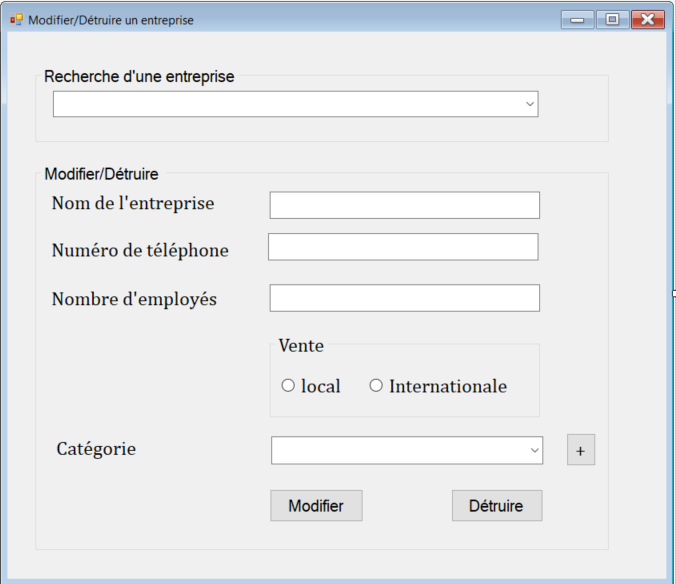 Modifier/Détruire un entreprise
Recherche d'une entreprise
Modifier/Détruire
Nom de l'entreprise
Numéro de téléphone
Nombre d'employés
Vente
local Internationale
Catégorie +
Modifier Détruire